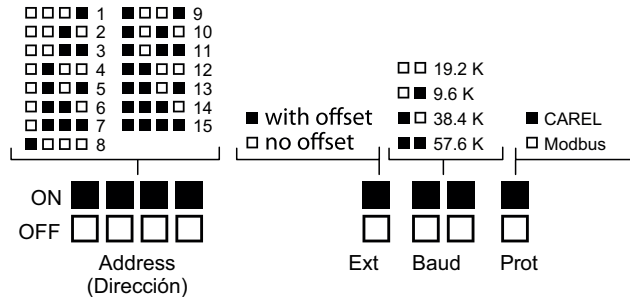 1 9
2 10
3 11
4 12
5 13
6 14
7 15
8
with offset
no offset
19.2 K
9.6 K
38.4 K
57.6 K
CAREL
Modbus
ON
OFF
Address
(Dirección)
Ext
Baud
Prot